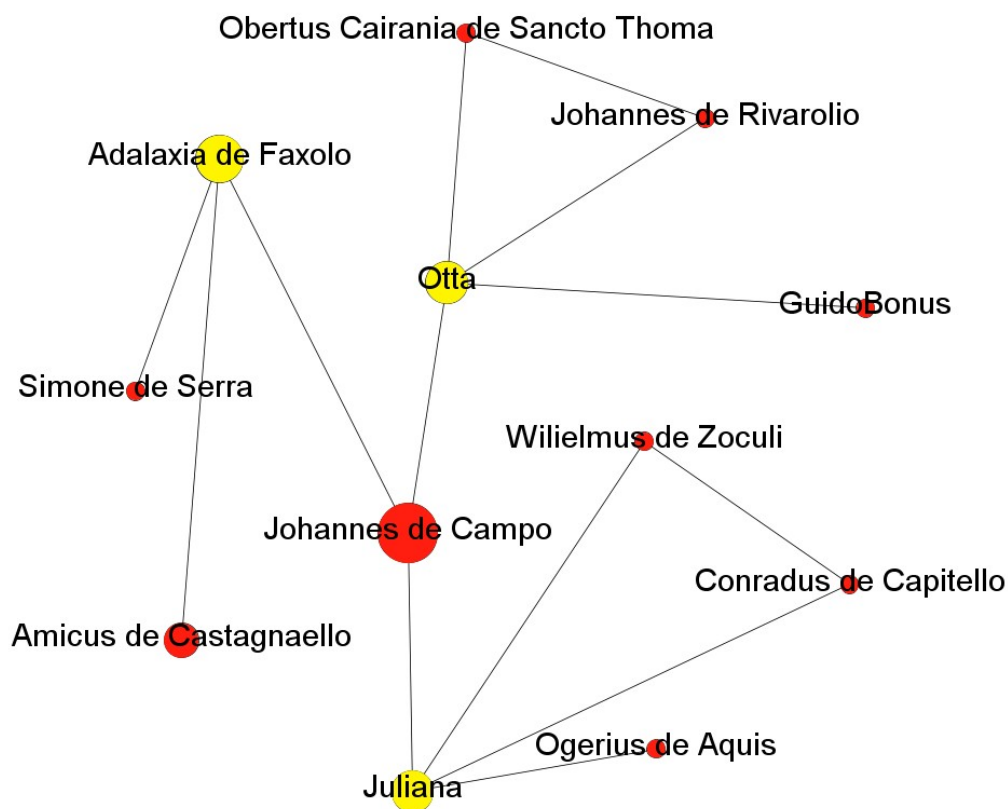 Obertus Cairania de Sancto Thoma
Johannes de Rivarolio
Adalaxia de Faxolo
Otta
GuidoBonus
Simone de Serra
Wilielmus de Zoculi
Johannes de Campo
Conradus de Capitello
Amicus de Castagnaello
Ogerius de Aquis
Juliana